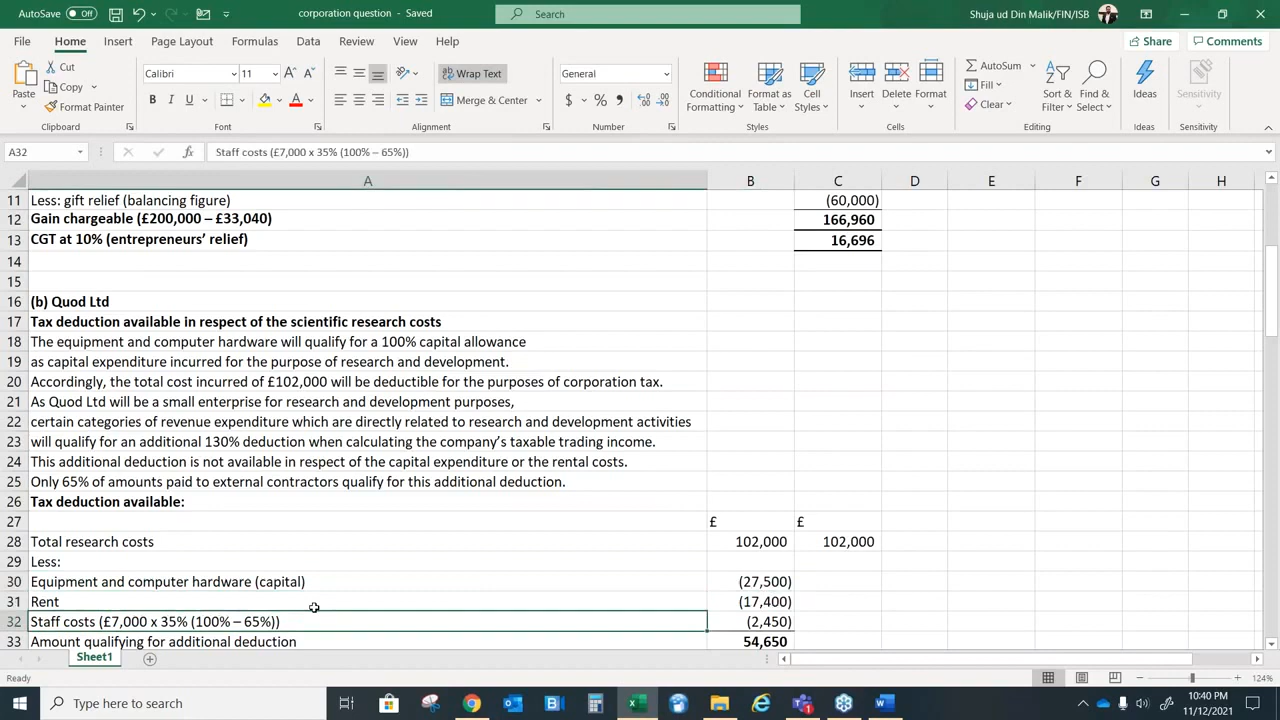 AutoSave Off corporation question - Saved Search Shuja ud Din Malik/FIN/ISB
File Home Insert Page Layout Formulas Data Review View Help Share Comments
Paste Cut Copy Format Painter Clipboard
Calibri 11 A A B I U A Font
Wrap Text Merge & Center Alignment
General $ % , Number
Conditional Formatting Format as Table Cell Styles Styles
Insert Delete Format Cells
AutoSum Fill Clear Sort & Filter Find & Select Editing
Ideas Ideas
Sensitivity Sensitivity
A32 fx Staff costs (£7,000 x 35% (100% – 65%))
A B C D E F G H
11 Less: gift relief (balancing figure) (60,000)
12 Gain chargeable (£200,000 – £33,040) 166,960
13 CGT at 10% (entrepreneurs’ relief) 16,696
14
15
16 (b) Quod Ltd
17 Tax deduction available in respect of the scientific research costs
18 The equipment and computer hardware will qualify for a 100% capital allowance
19 as capital expenditure incurred for the purpose of research and development.
20 Accordingly, the total cost incurred of £102,000 will be deductible for the purposes of corporation tax.
21 As Quod Ltd will be a small enterprise for research and development purposes,
22 certain categories of revenue expenditure which are directly related to research and development activities
23 will qualify for an additional 130% deduction when calculating the company’s taxable trading income.
24 This additional deduction is not available in respect of the capital expenditure or the rental costs.
25 Only 65% of amounts paid to external contractors qualify for this additional deduction.
26 Tax deduction available:
27 £ £
28 Total research costs 102,000 102,000
29 Less:
30 Equipment and computer hardware (capital) (27,500)
31 Rent (17,400)
32 Staff costs (£7,000 x 35% (100% – 65%)) (2,450)
33 Amount qualifying for additional deduction 54,650
Sheet1
Ready 124%
Type here to search 10:40 PM
11/12/2021